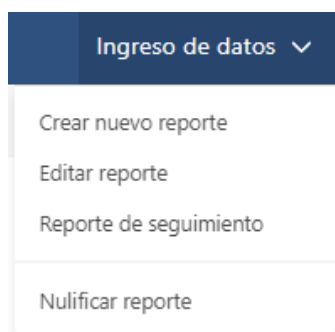 Ingreso de datos
Crear nuevo reporte
Editar reporte
Reporte de seguimiento
Nulificar reporte